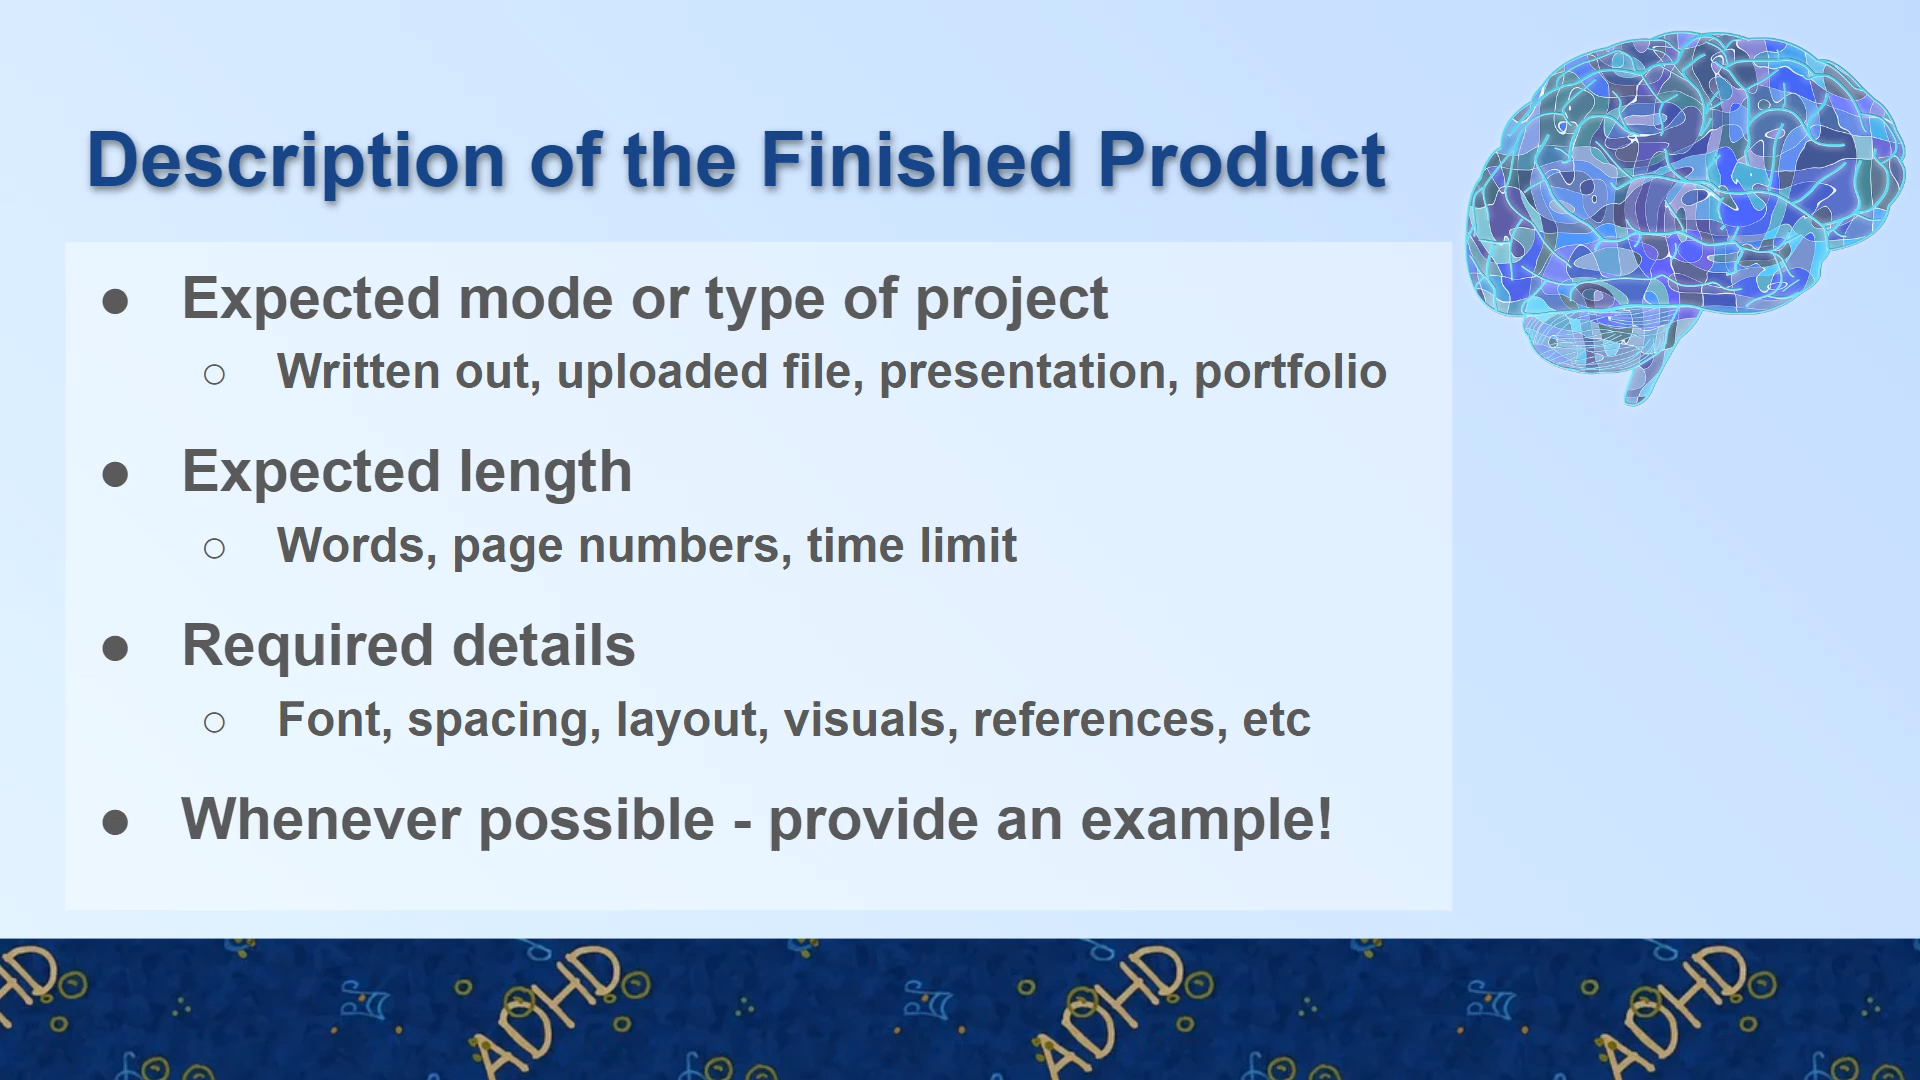 Description of the Finished Product
● Expected mode or type of project
○ Written out, uploaded file, presentation, portfolio
● Expected length
○ Words, page numbers, time limit
● Required details
○ Font, spacing, layout, visuals, references, etc
● Whenever possible - provide an example!
HD ADHD ADHD ADHD